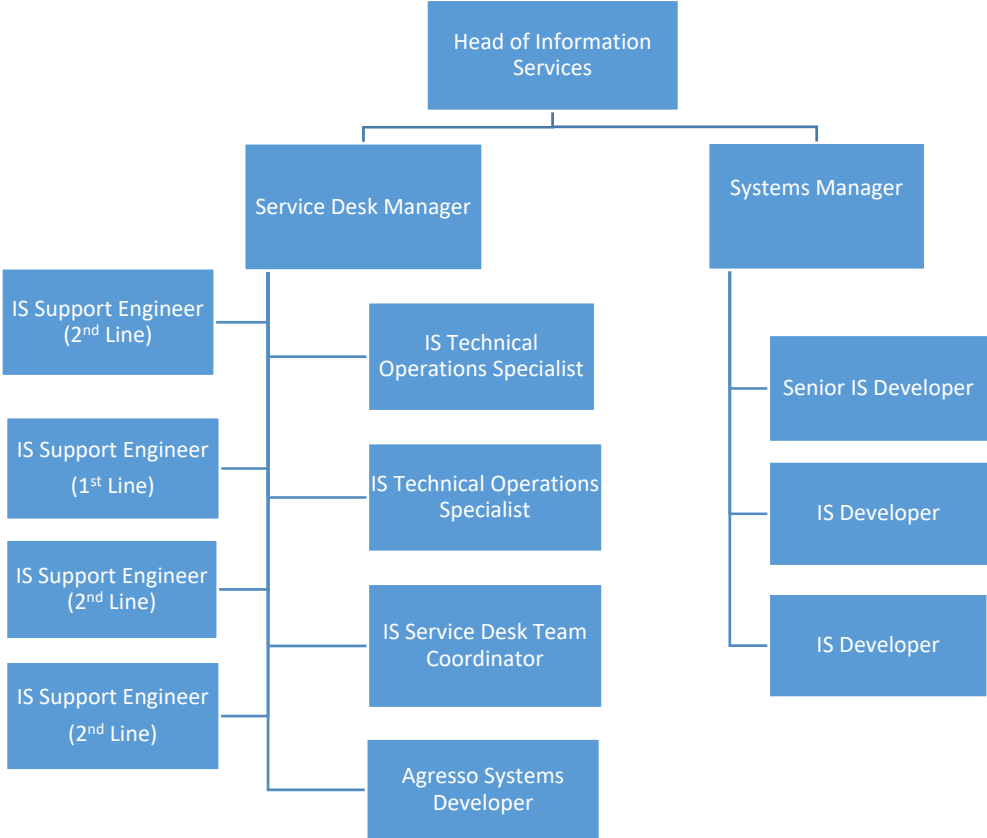 Head of Information
Services
Service Desk Manager
Systems Manager
IS Support Engineer
(2nd Line)
IS Technical
Operations Specialist
Senior IS Developer
IS Support Engineer
(1st Line)
IS Technical Operations
Specialist
IS Developer
IS Support Engineer
(2nd Line)
IS Service Desk Team
Coordinator
IS Developer
IS Support Engineer
(2nd Line)
Agresso Systems
Developer